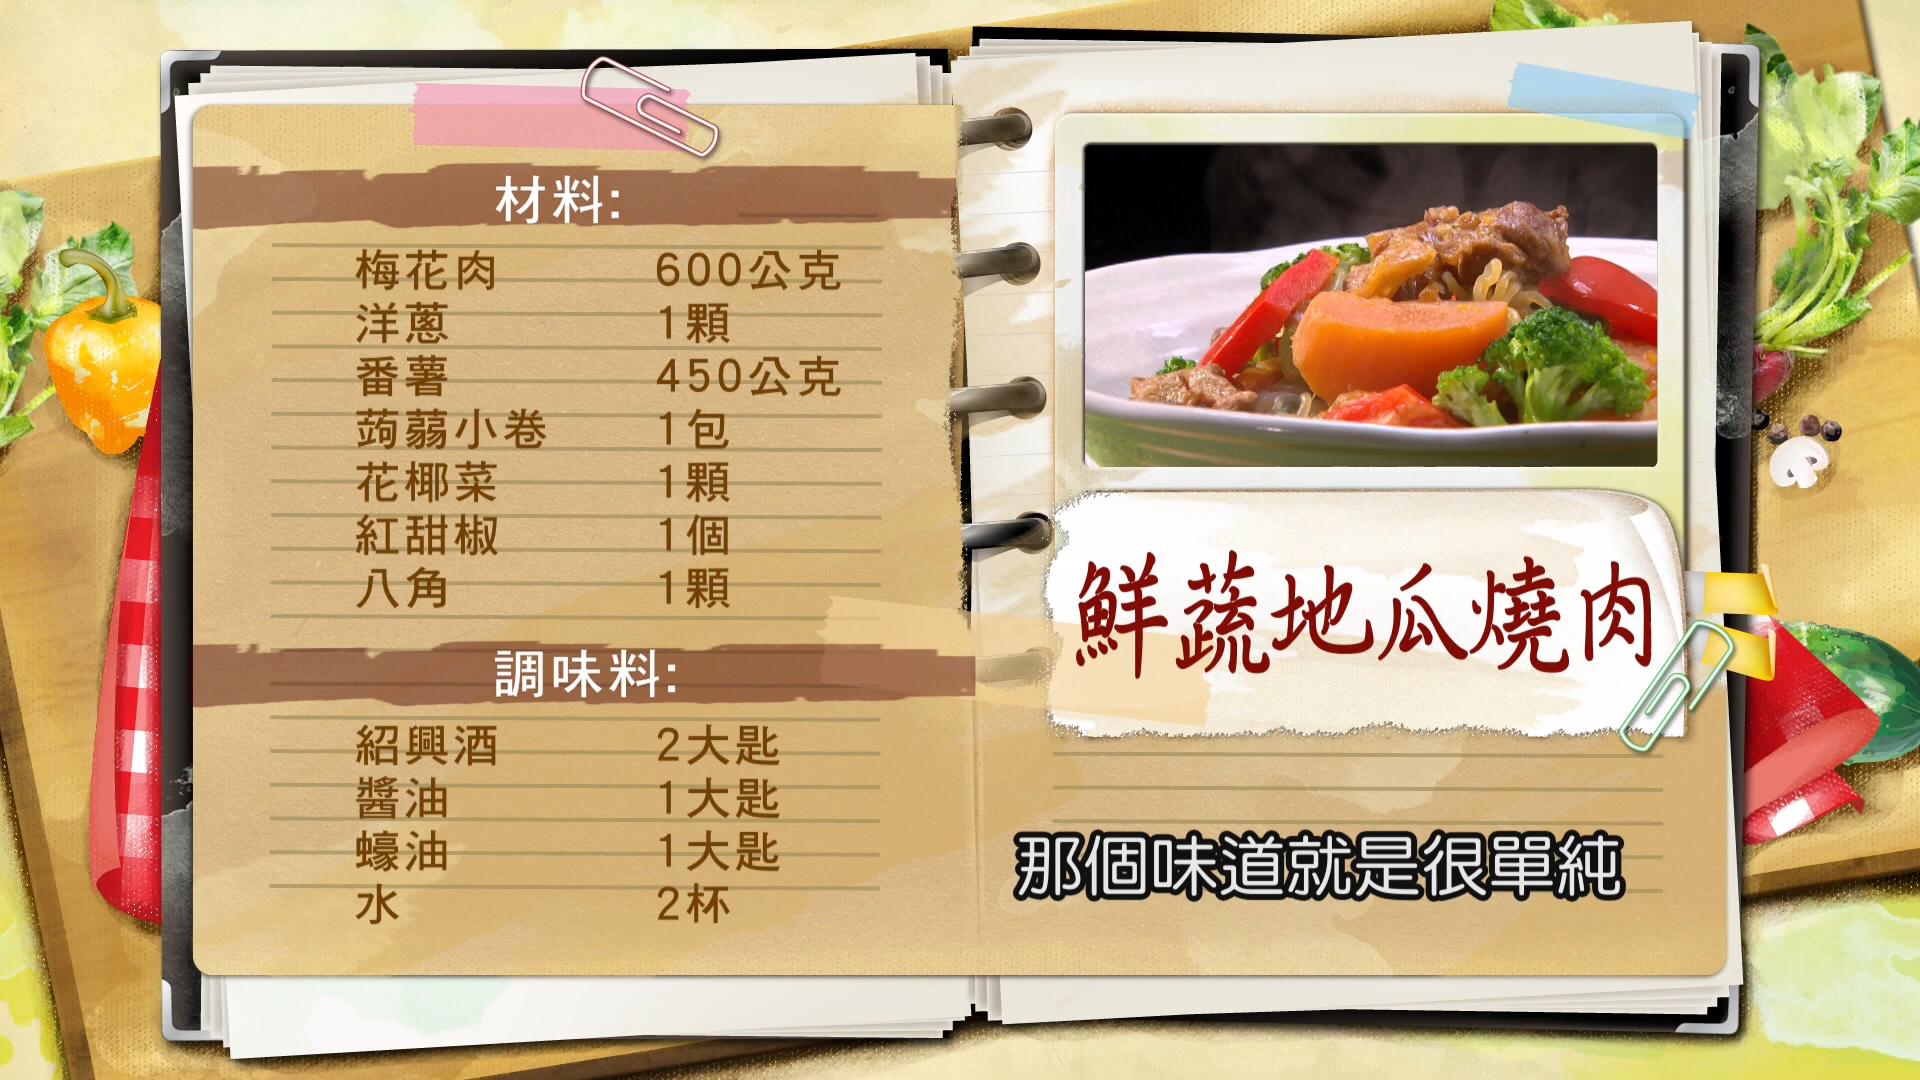 材料:
梅花肉 600公克
洋蔥 1顆
番薯 450公克
蒟蒻小卷 1包
花椰菜 1顆
紅甜椒 1個
八角 1顆
調味料:
紹興酒 2大匙
醬油 1大匙
蠔油 1大匙
水 2杯
鮮蔬地瓜燒肉
那個味道就是很單純